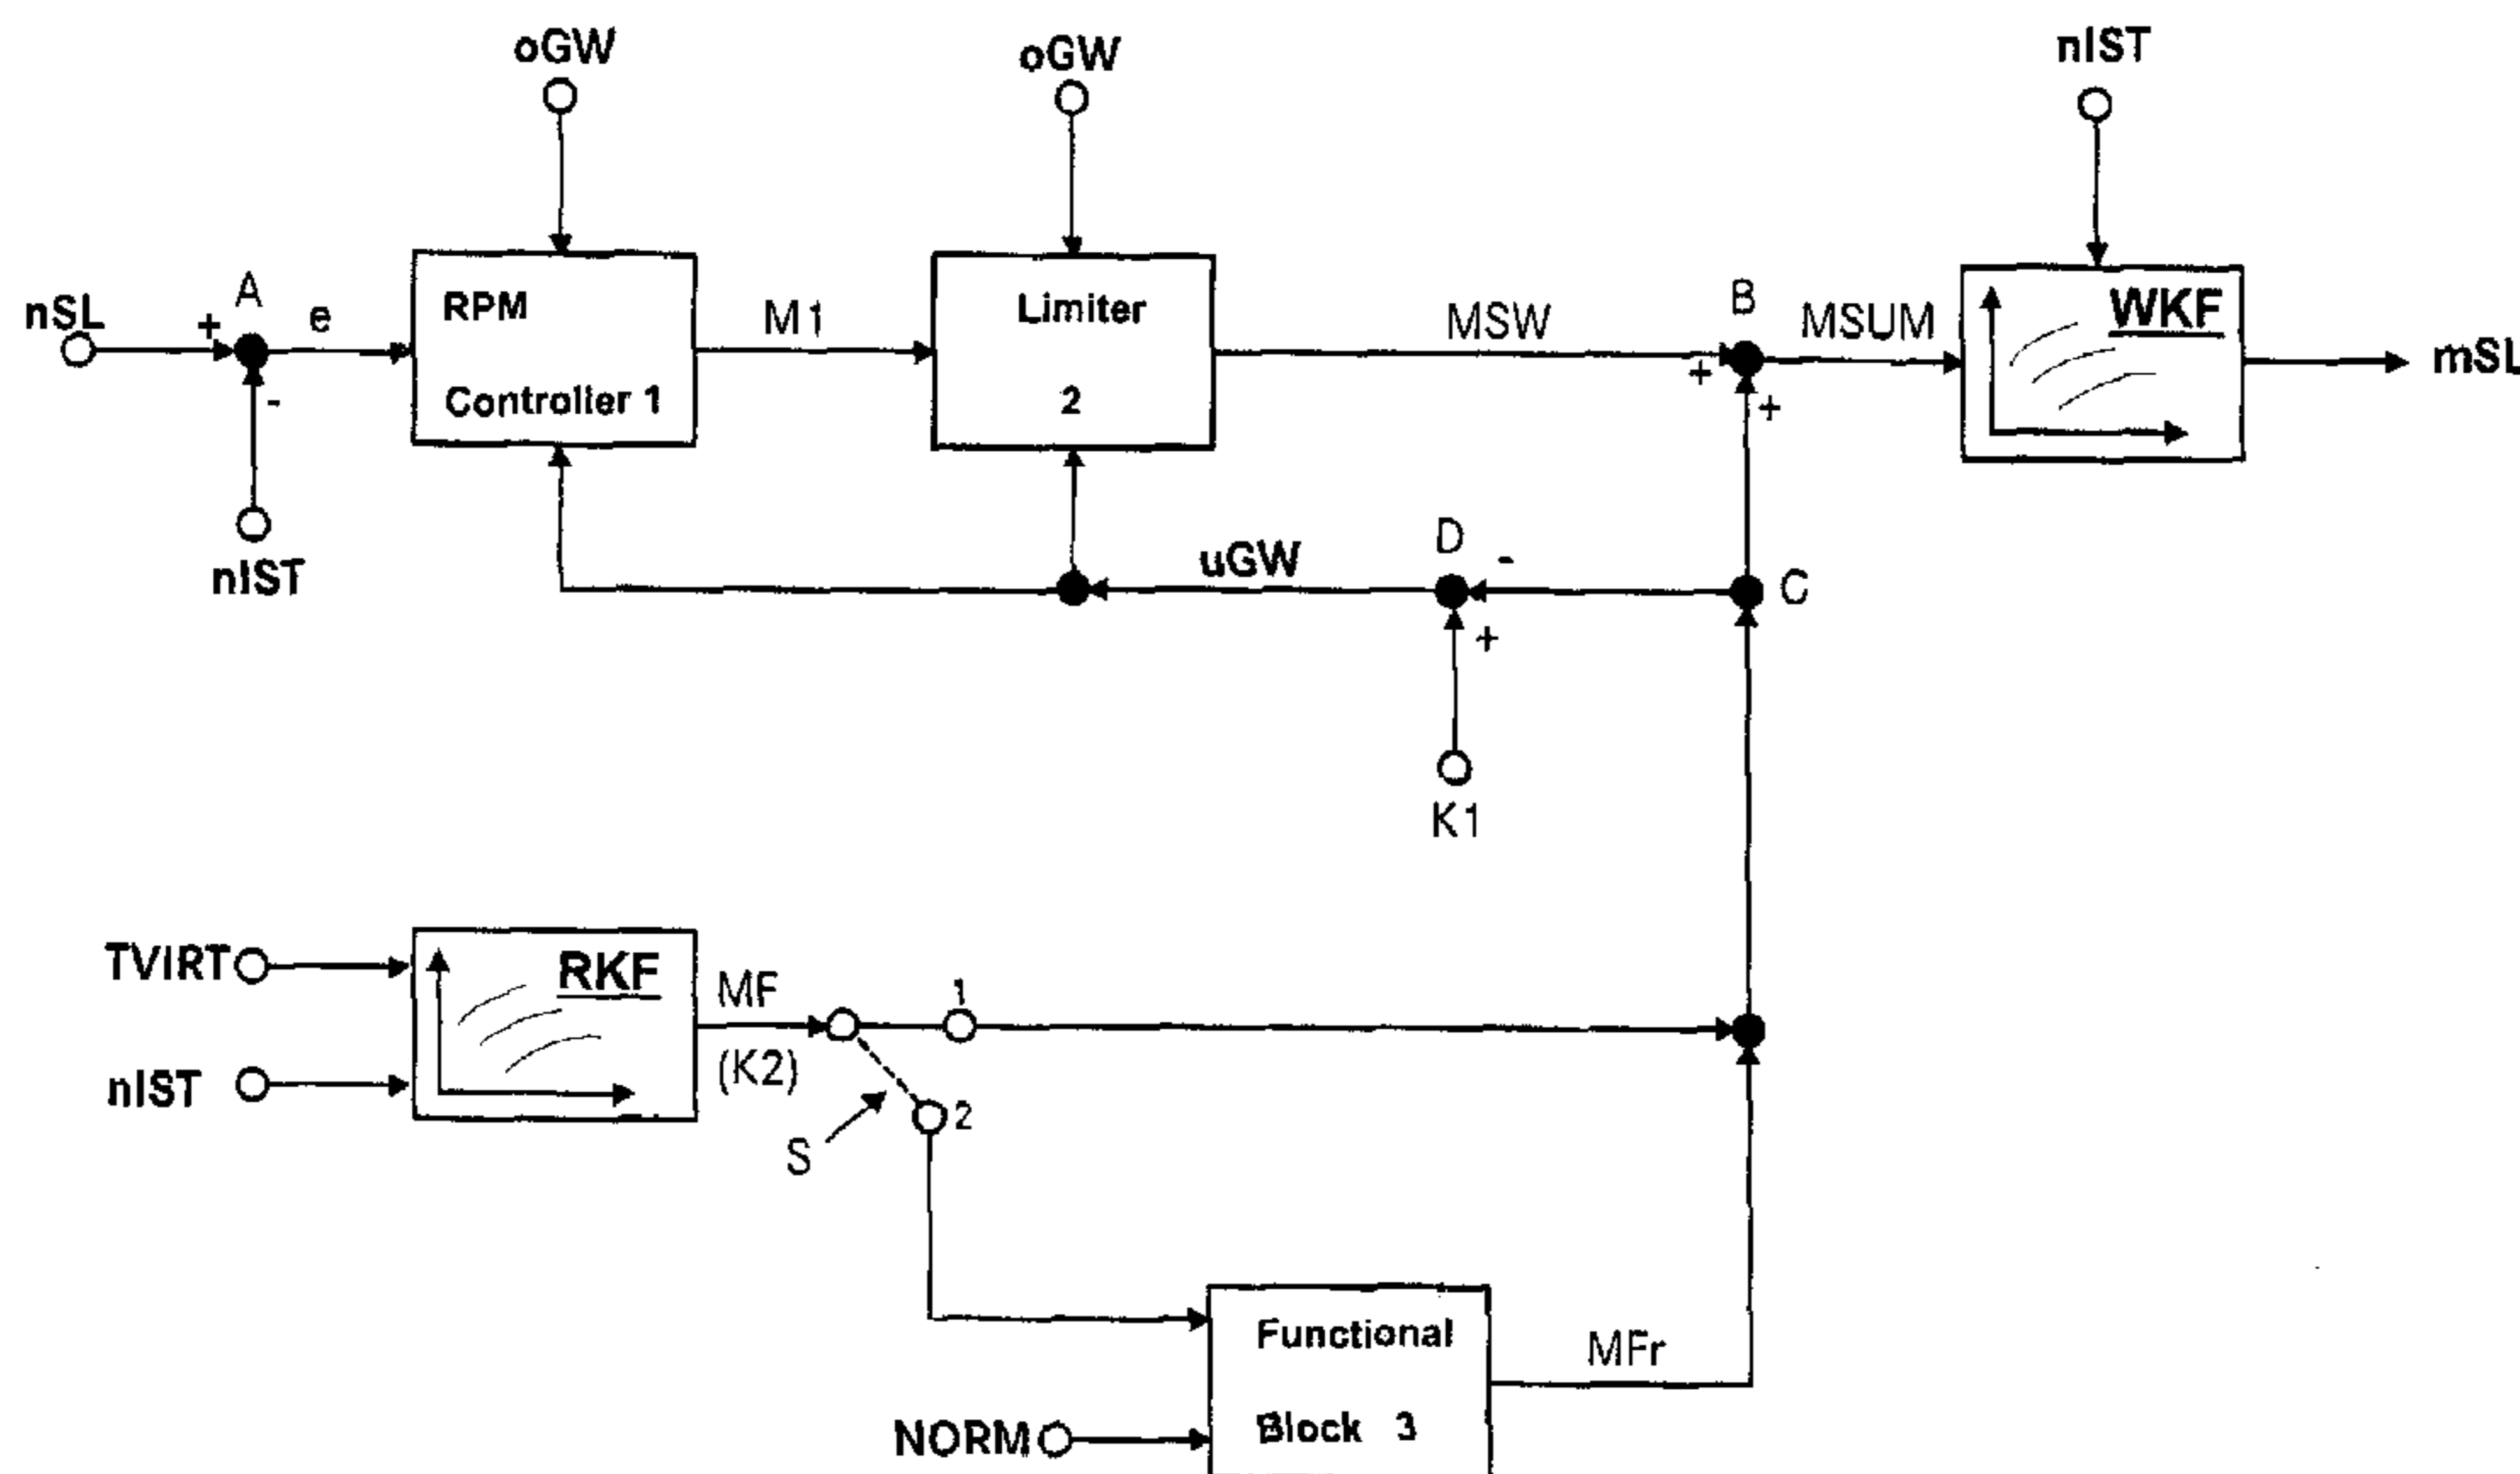 oGW
oGW
nIST
nSL
+
A
e
RPM
Controller 1
M1
Limiter
2
MSW
B
MSUM
WKF
mSL
+
+
-
nIST
uGW
D
-
C
+
K1
TVIRT
nIST
RKF
MF
(K2)
1
2
S
Functional
Block 3
MFr
NORM